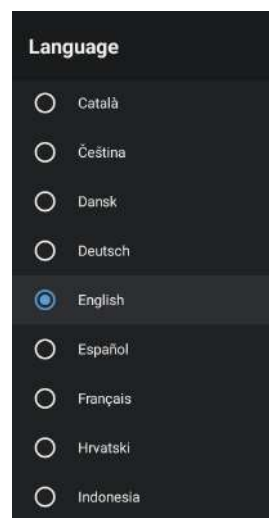 Language
Català
Čeština
Dansk
Deutsch
English
Español
Français
Hrvatski
Indonesia